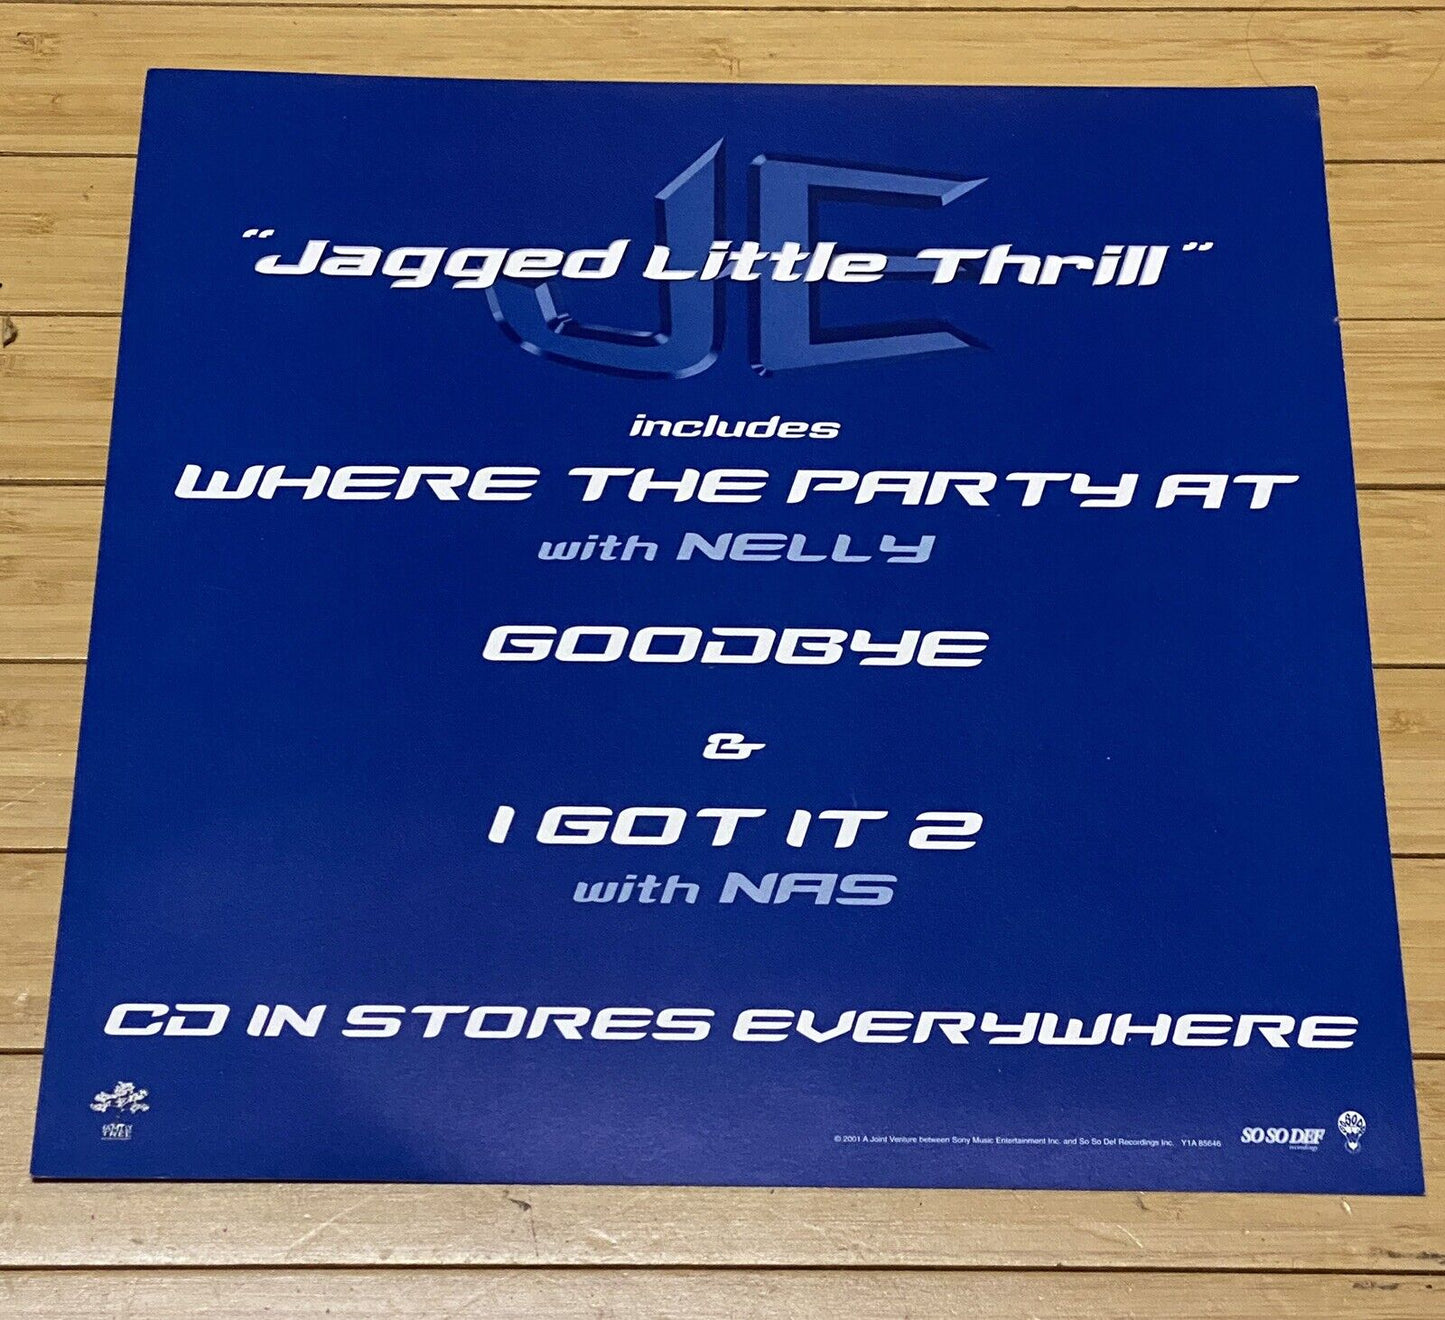 JE
"Jagged Little Thrill"
includes
WHERE THE PARTY AT
with NELLY
GOODBYE
&
I GOT IT 2
with NAS
CD IN STORES EVERYWHERE
© 2001 A Joint Venture between Sony Music Entertainment Inc. and So So Def Recordings Inc. Y1A 85646
SO SO DEF
recordings